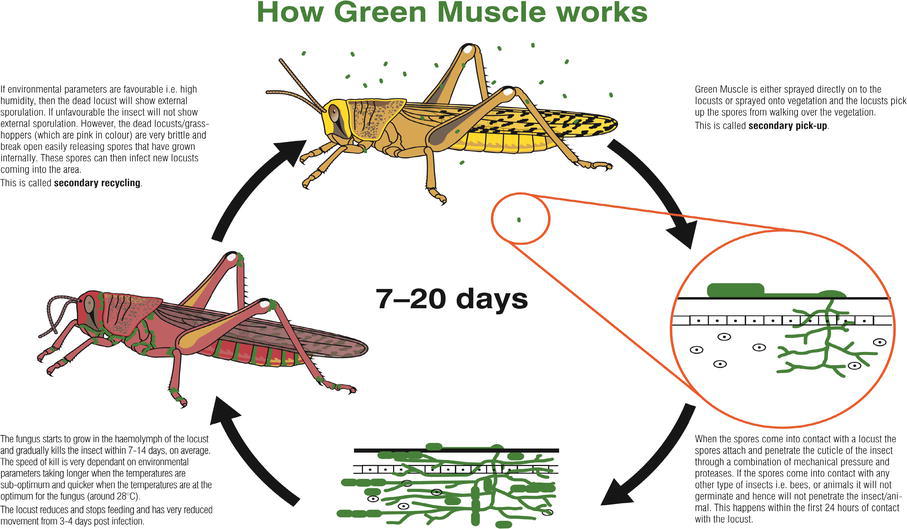 How Green Muscle works
If environmental parameters are favourable i.e. high
humidity, then the dead locust will show external
sporulation. If unfavourable the insect will not show
external sporulation. However, the dead locusts/grass-
hoppers (which are pink in colour) are very brittle and
break open easily releasing spores that have grown
internally. These spores can then infect new locusts
coming into the area.
This is called secondary recycling.
Green Muscle is either sprayed directly on to the
locusts or sprayed onto vegetation and the locusts pick
up the spores from walking over the vegetation.
This is called secondary pick-up.
7–20 days
The fungus starts to grow in the haemolymph of the locust
and gradually kills the insect within 7-14 days, on average.
The speed of kill is very dependant on environmental
parameters taking longer when the temperatures are
sub-optimum and quicker when the temperatures are at the
optimum for the fungus (around 28°C).
The locust reduces and stops feeding and has very reduced
movement from 3-4 days post infection.
When the spores come into contact with a locust the
spores attach and penetrate the cuticle of the insect
through a combination of mechanical pressure and
proteases. If the spores come into contact with any
other type of insects i.e. bees, or animals it will not
germinate and hence will not penetrate the insect/ani-
mal. This happens within the first 24 hours of contact
with the locust.